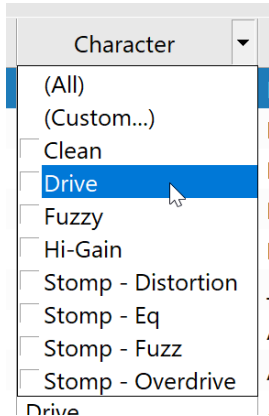 Character
(All)
(Custom...)
Clean
Drive
Fuzzy
Hi-Gain
Stomp - Distortion
Stomp - Eq
Stomp - Fuzz
Stomp - Overdrive
Drive